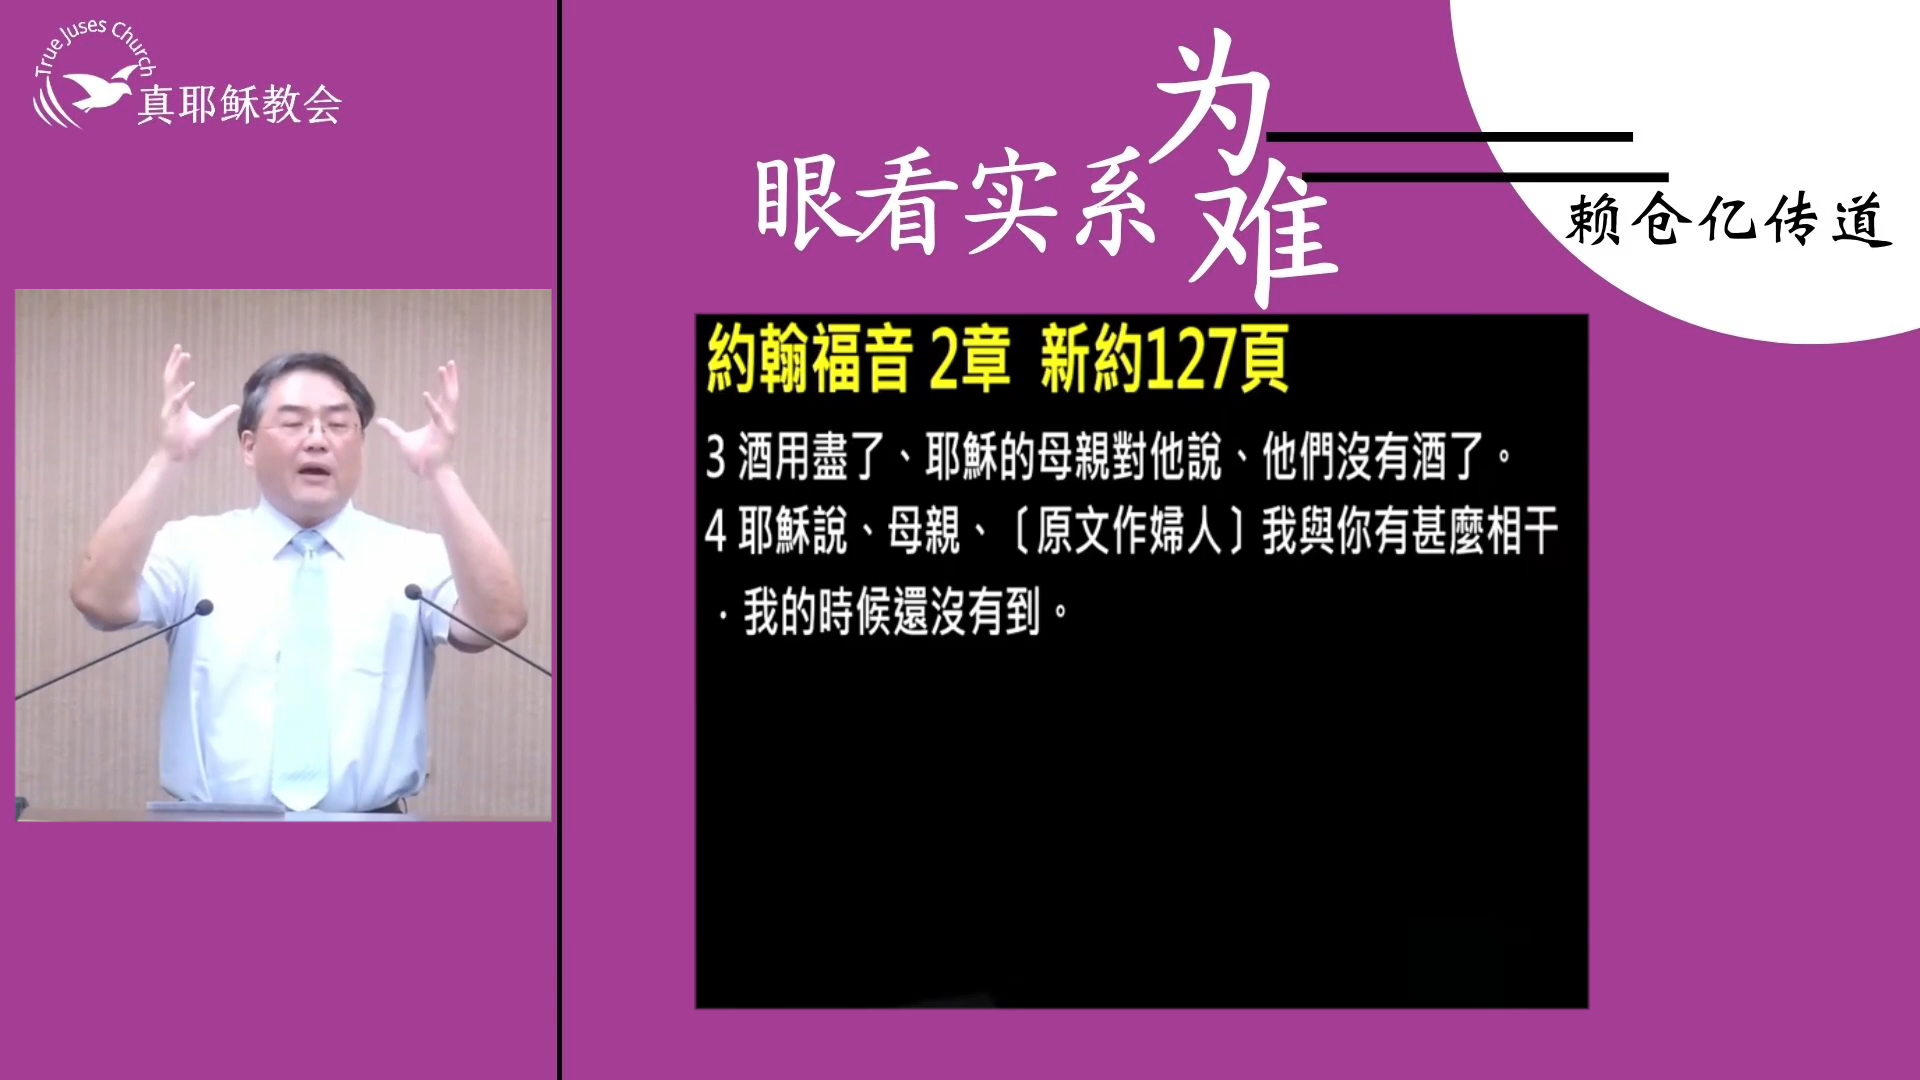 True Juses Church
真耶稣教会
眼看实系为难
赖仓亿传道
約翰福音 2章 新約127頁
3 酒用盡了、耶穌的母親對他說、他們沒有酒了。
4 耶穌說、母親、〔原文作婦人〕我與你有甚麼相干
．我的時候還沒有到。